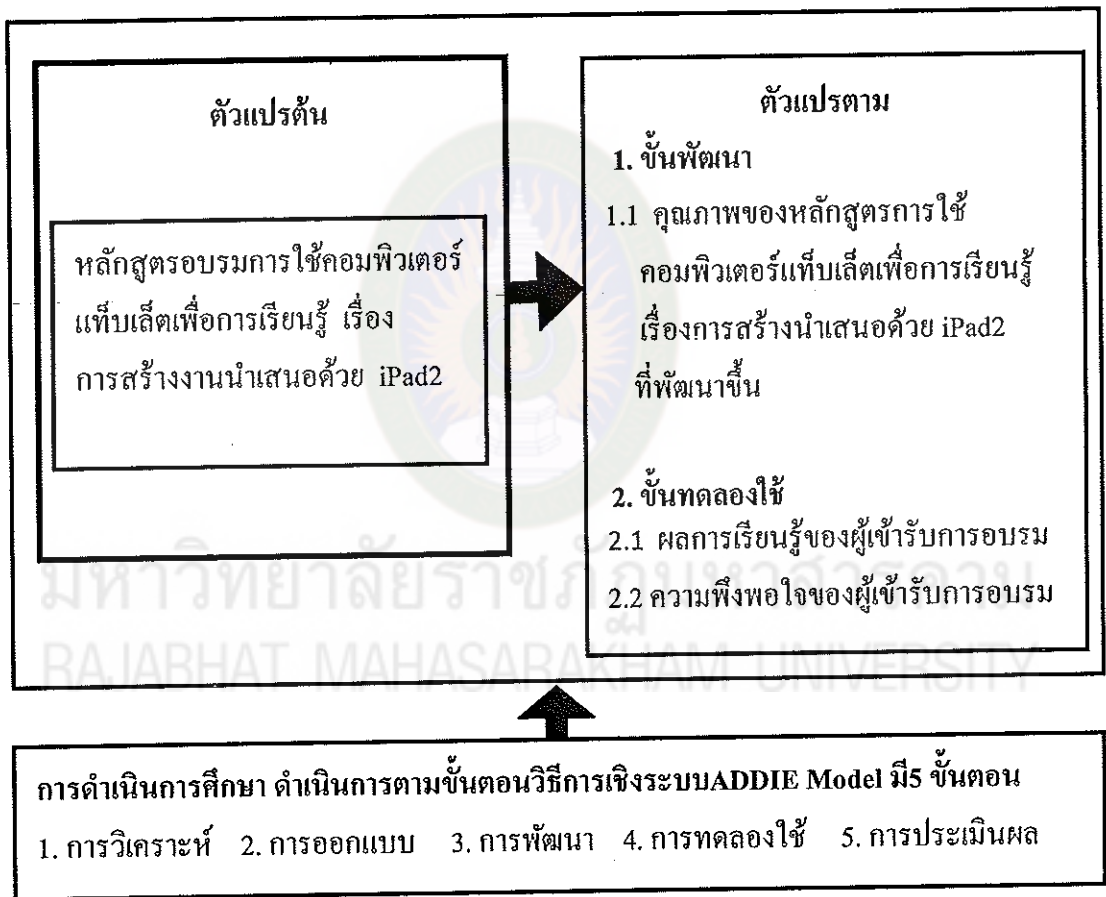 ตัวแปรต้น
หลักสูตรอบรมการใช้คอมพิวเตอร์
แท็บเล็ตเพื่อการเรียนรู้ เรื่อง
การสร้างงานนำเสนอด้วย iPad2
ตัวแปรตาม
1. ขั้นพัฒนา
1.1 คุณภาพของหลักสูตรการใช้
คอมพิวเตอร์แท็บเล็ตเพื่อการเรียนรู้
เรื่องการสร้างนำเสนอด้วย iPad2
ที่พัฒนาขึ้น
2. ขั้นทดลองใช้
2.1 ผลการเรียนรู้ของผู้เข้ารับการอบรม
2.2 ความพึงพอใจของผู้เข้ารับการอบรม
มหาวิทยาลัยราชภัฏมหาสารคาม
RAJABHAT MAHASARAKHAM UNIVERSITY
การดำเนินการศึกษา ดำเนินการตามขั้นตอนวิธีการเชิงระบบADDIE Model มี5 ขั้นตอน
1. การวิเคราะห์ 2. การออกแบบ 3. การพัฒนา 4. การทดลองใช้ 5. การประเมินผล